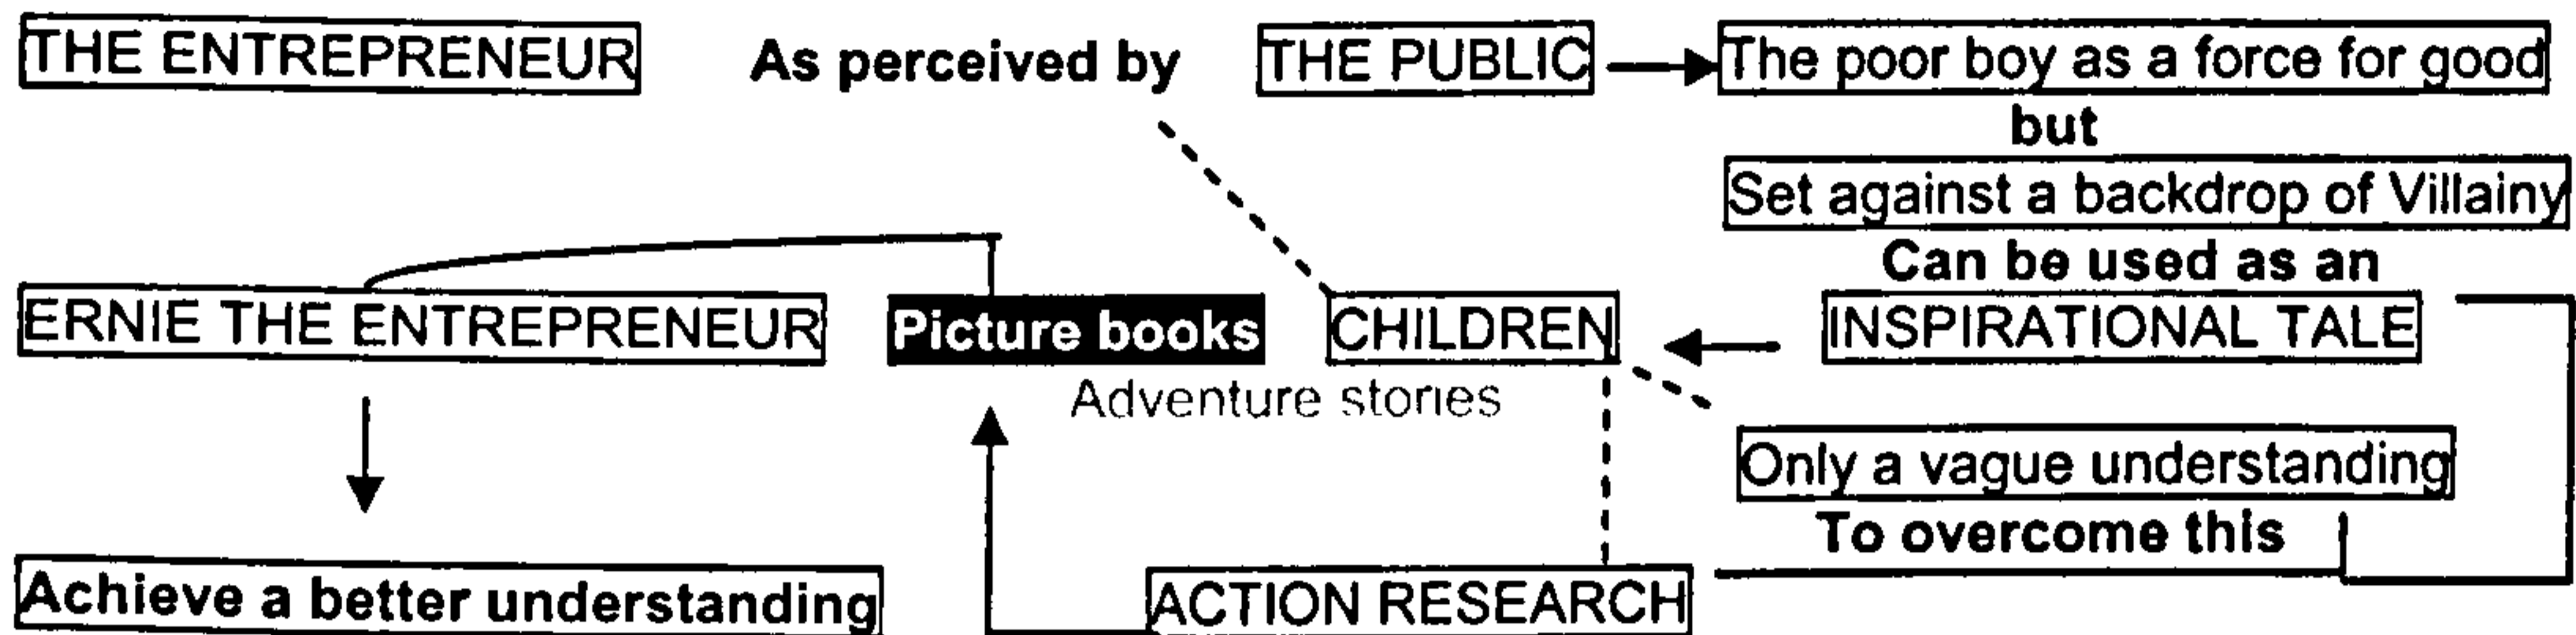 THE ENTREPRENEUR As perceived by THE PUBLIC The poor boy as a force for good
but
Set against a backdrop of Villainy
Can be used as an
ERNIE THE ENTREPRENEUR Picture books CHILDREN INSPIRATIONAL TALE
Adventure stories
Only a vague understanding
To overcome this
Achieve a better understanding ACTION RESEARCH